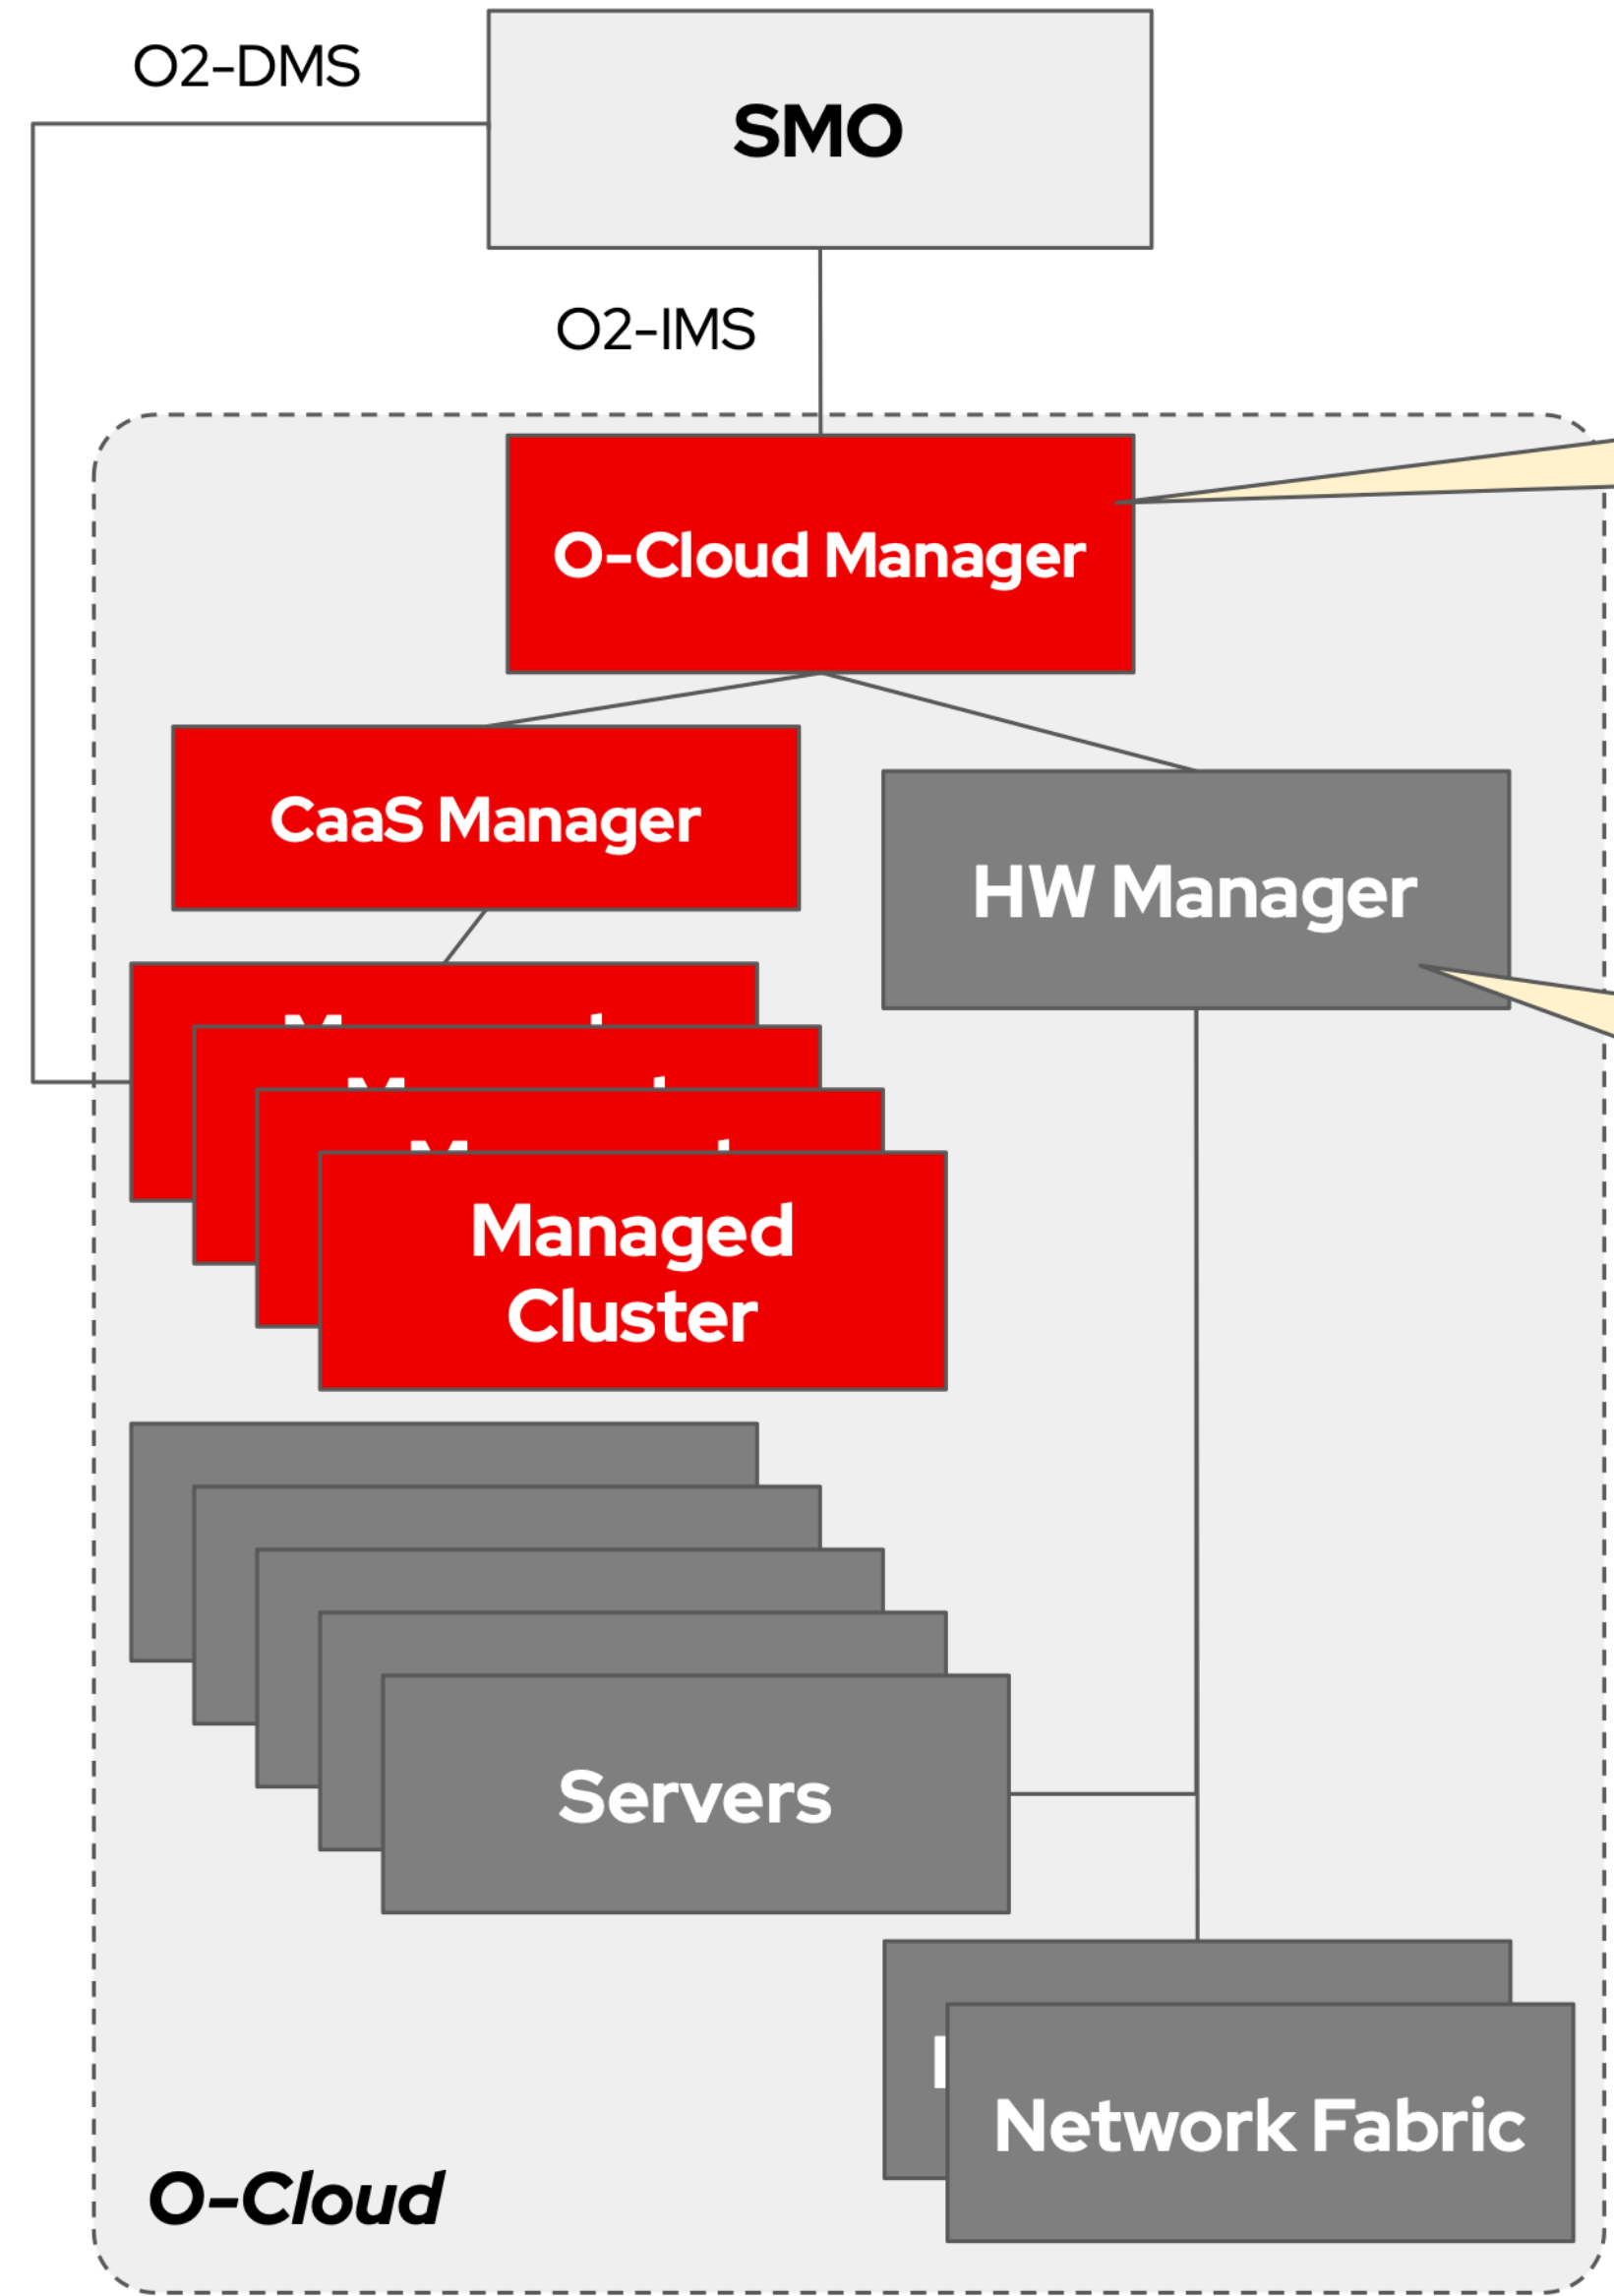 O2-DMS
SMO
O2-IMS
O-Cloud Manager
CaaS Manager
HW Manager
Managed
Cluster
Servers
Network Fabric
O-Cloud